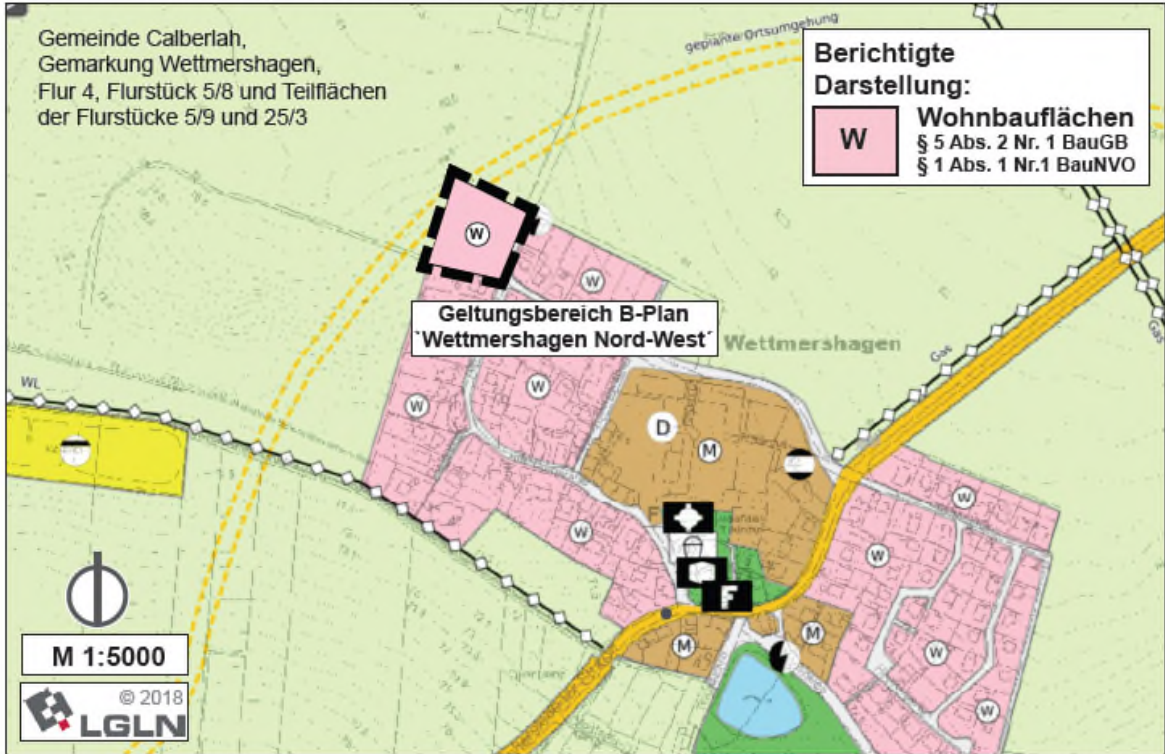 Gemeinde Calberlah,
Gemarkung Wettmershagen,
Flur 4, Flurstück 5/8 und Teilflächen
der Flurstücke 5/9 und 25/3
geplante Ortsumgehung
Berichtigte
Darstellung:
W
Wohnbauflächen
§ 5 Abs. 2 Nr. 1 BauGB
§ 1 Abs. 1 Nr.1 BauNVO
W
W
Geltungsbereich B-Plan
"Wettmershagen Nord-West"
Wettmershagen
Gas
Gas
Gas
WL
W
W
D
M
W
W
W
F
M
M
W
W
M 1:5000
© 2018
LGLN